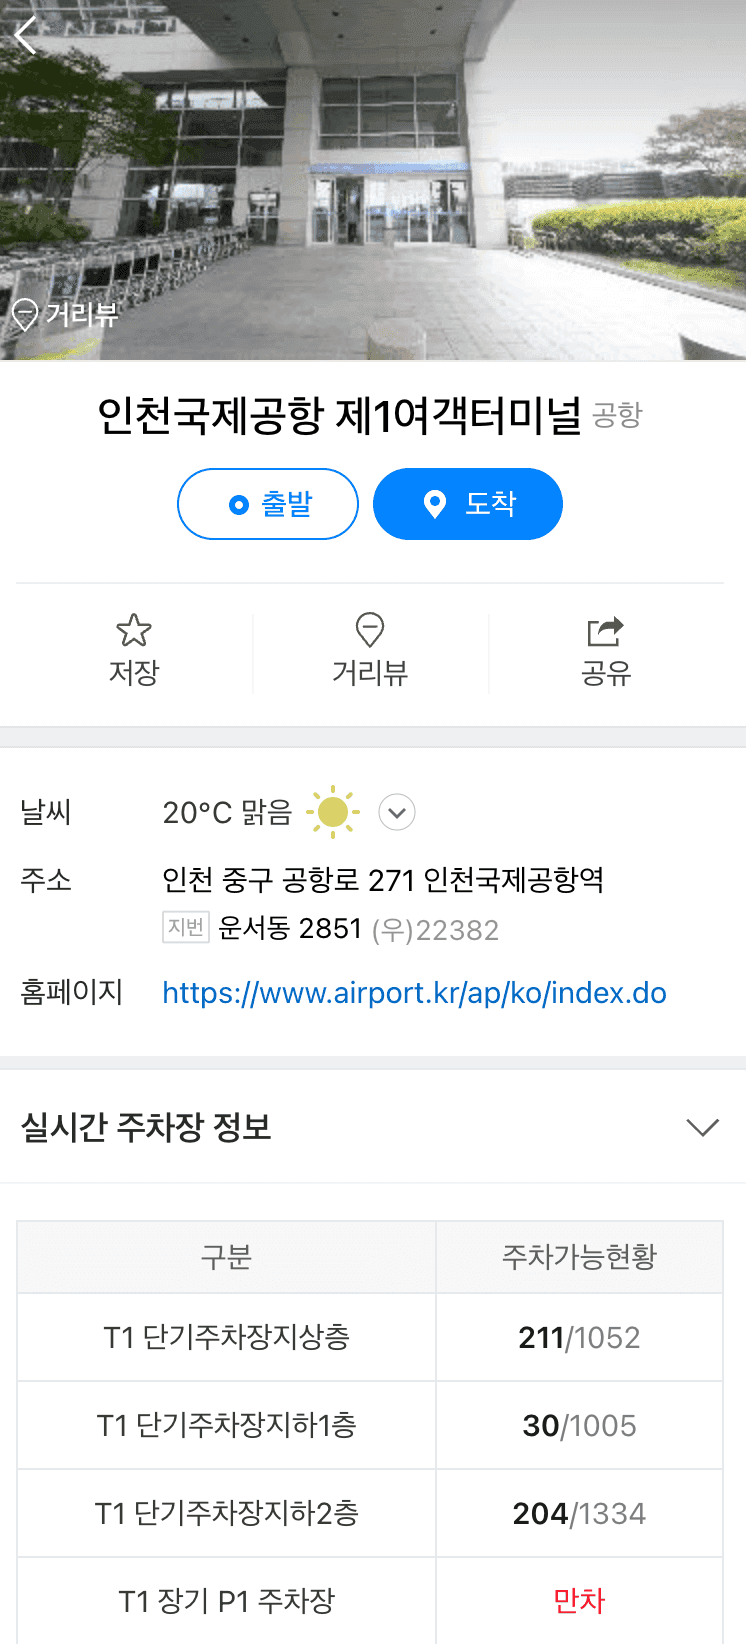 거리뷰
인천국제공항 제1여객터미널 공항
출발 도착
저장 거리뷰 공유
날씨 20°C 맑음
주소 인천 중구 공항로 271 인천국제공항역
지번 운서동 2851 (우)22382
홈페이지 https://www.airport.kr/ap/ko/index.do
실시간 주차장 정보
구분 주차가능현황
T1 단기주차장지상층 211/1052
T1 단기주차장지하1층 30/1005
T1 단기주차장지하2층 204/1334
T1 장기 P1 주차장 만차